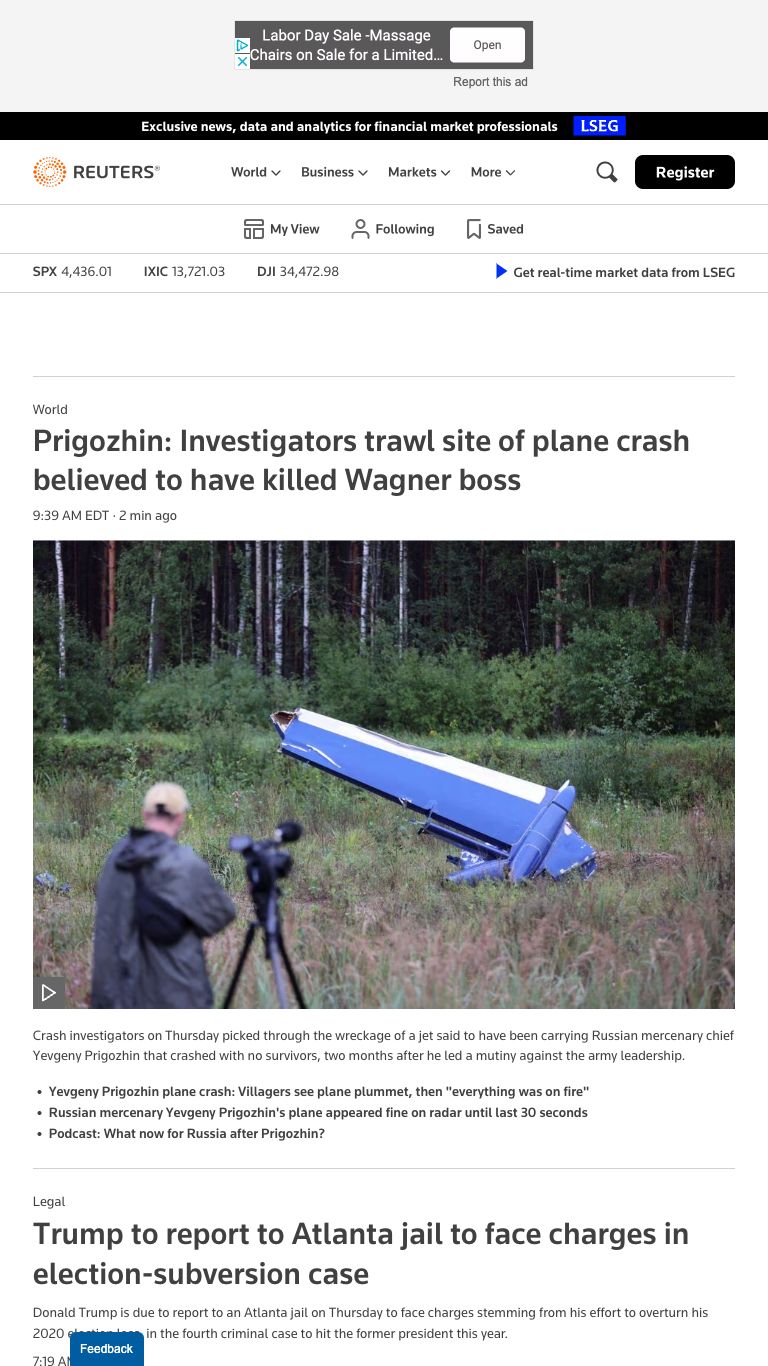 Labor Day Sale -Massage
Chairs on Sale for a Limited...
Open
Report this ad
Exclusive news, data and analytics for financial market professionals LSEG
REUTERS®
World
Business
Markets
More
Register
My View
Following
Saved
SPX 4,436.01 IXIC 13,721.03 DJI 34,472.98
Get real-time market data from LSEG
World
Prigozhin: Investigators trawl site of plane crash
believed to have killed Wagner boss
9:39 AM EDT · 2 min ago
Crash investigators on Thursday picked through the wreckage of a jet said to have been carrying Russian mercenary chief
Yevgeny Prigozhin that crashed with no survivors, two months after he led a mutiny against the army leadership.
• Yevgeny Prigozhin plane crash: Villagers see plane plummet, then "everything was on fire"
• Russian mercenary Yevgeny Prigozhin's plane appeared fine on radar until last 30 seconds
• Podcast: What now for Russia after Prigozhin?
Legal
Trump to report to Atlanta jail to face charges in
election-subversion case
Donald Trump is due to report to an Atlanta jail on Thursday to face charges stemming from his effort to overturn his
2020 in the fourth criminal case to hit the former president this year.
7:19
Feedback